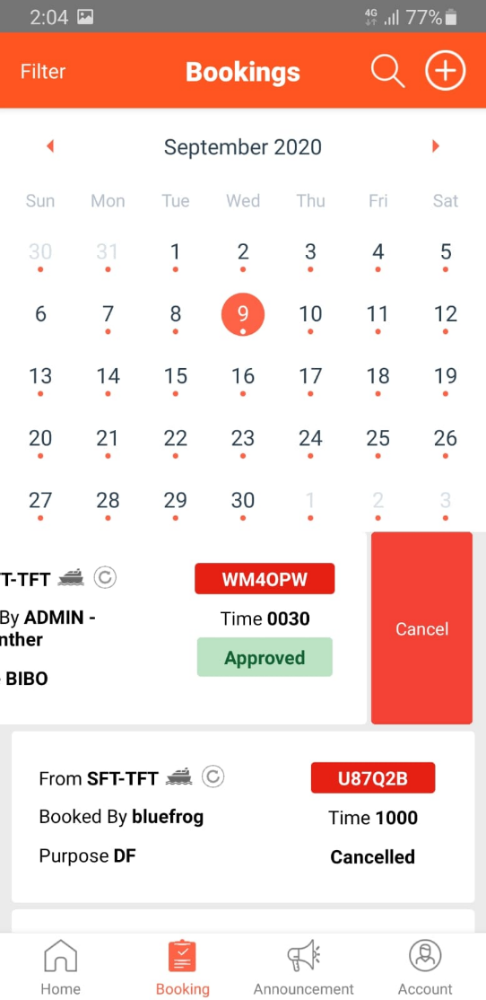 2:04 4G 77%
Filter Bookings
September 2020
Sun Mon Tue Wed Thu Fri Sat
30 31 1 2 3 4 5
6 7 8 9 10 11 12
13 14 15 16 17 18 19
20 21 22 23 24 25 26
27 28 29 30 1 2 3
T-TFT WM4OPW
By ADMIN - Time 0030
nther Approved
BIBO
Cancel
From SFT-TFT U87Q2B
Booked By bluefrog Time 1000
Purpose DF Cancelled
Home Booking Announcement Account